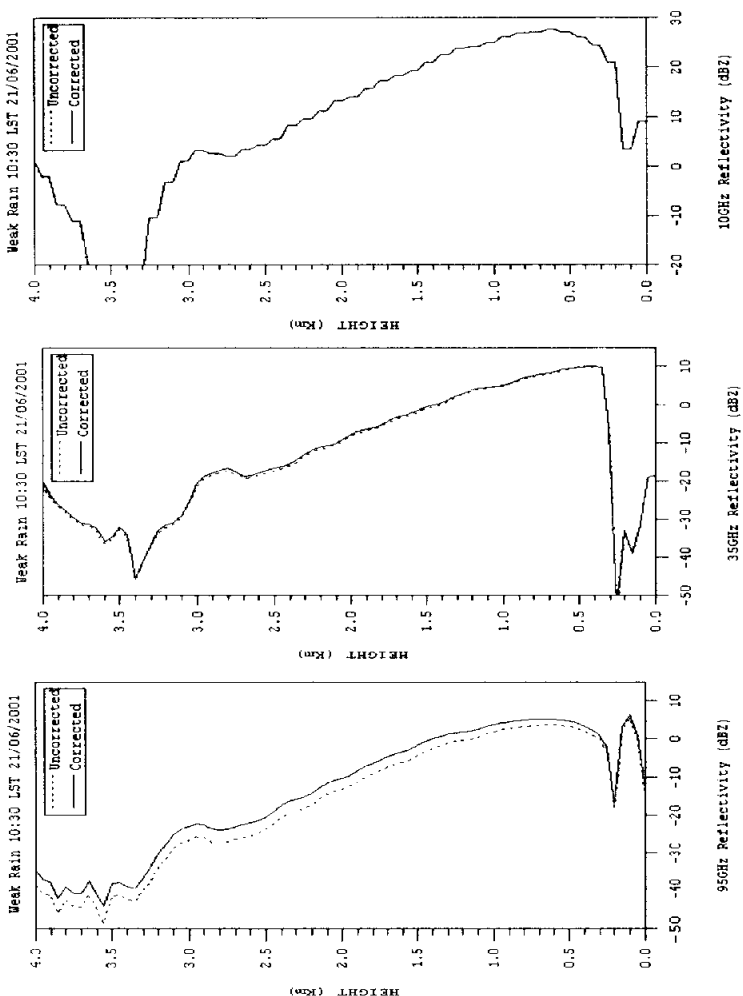 Weak Rain 10:30 LST 21/06/2001
Uncorrected
Corrected
4.3
3.5
3.0
2.5
2.0
1.5
1.0
0.5
0.0
HEIGHT (Km)
-50 -40 -30 -20 -10 0 10
95GHz Reflectivity (dBZ)
Weak Rain 10:30 LST 21/06/2001
Uncorrected
Corrected
4.0
3.5
3.0
2.5
2.0
1.5
1.0
0.5
0.0
HEIGHT (Km)
-50 -40 -30 -20 -10 0 10
35GHz Reflectivity (dBZ)
Weak Rain 10:30 LST 21/06/2001
Uncorrected
Corrected
4.0
3.5
3.0
2.5
2.0
1.5
1.0
0.5
0.0
HEIGHT (Km)
-20 -10 0 10 20 30
10GHz Reflectivity (dBZ)